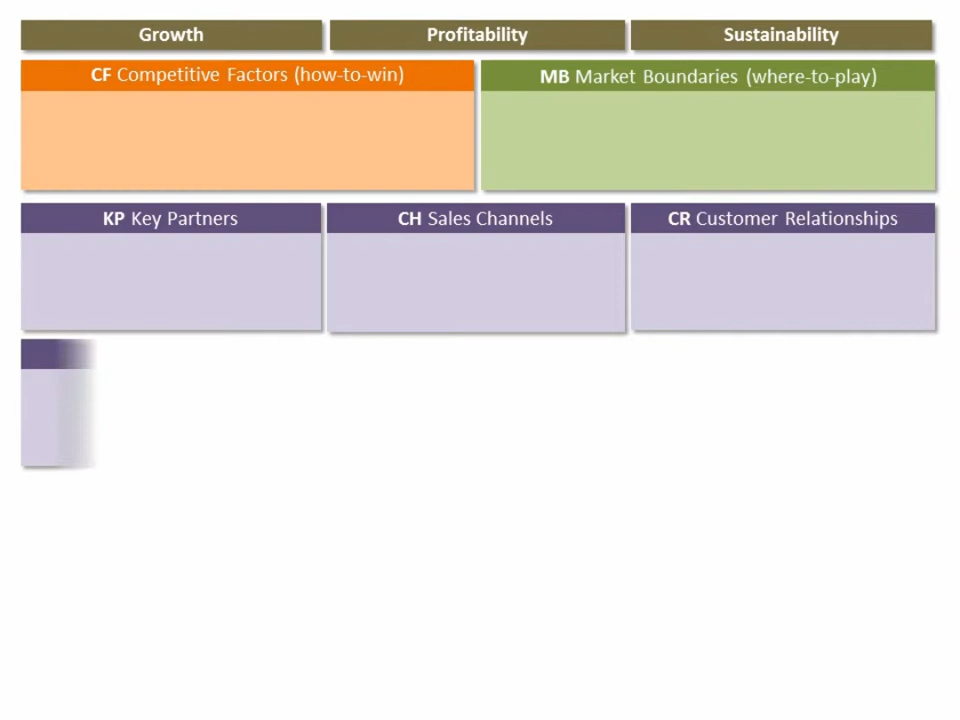 Growth
Profitability
Sustainability
CF Competitive Factors (how-to-win)
MB Market Boundaries (where-to-play)
KP Key Partners
CH Sales Channels
CR Customer Relationships